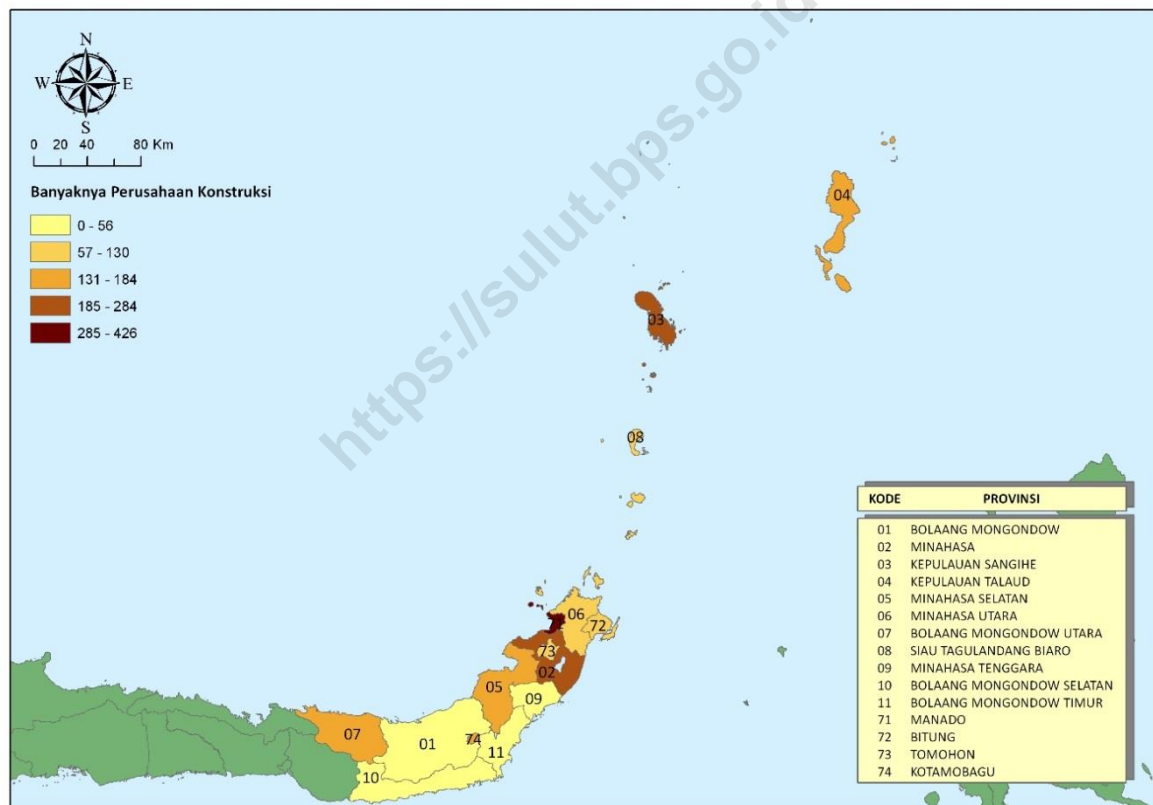 https://sulut.bps.go.id
N
W E
S
0 20 40 80 Km
Banyaknya Perusahaan Konstruksi
0 - 56
57 - 130
131 - 184
185 - 284
285 - 426
04
03
08
06
72
73
02
05
09
07
01
74
11
10
KODE PROVINSI
01 BOLAANG MONGONDOW
02 MINAHASA
03 KEPULAUAN SANGIHE
04 KEPULAUAN TALAUD
05 MINAHASA SELATAN
06 MINAHASA UTARA
07 BOLAANG MONGONDOW UTARA
08 SIAU TAGULANDANG BIARO
09 MINAHASA TENGGARA
10 BOLAANG MONGONDOW SELATAN
11 BOLAANG MONGONDOW TIMUR
71 MANADO
72 BITUNG
73 TOMOHON
74 KOTAMOBAGU